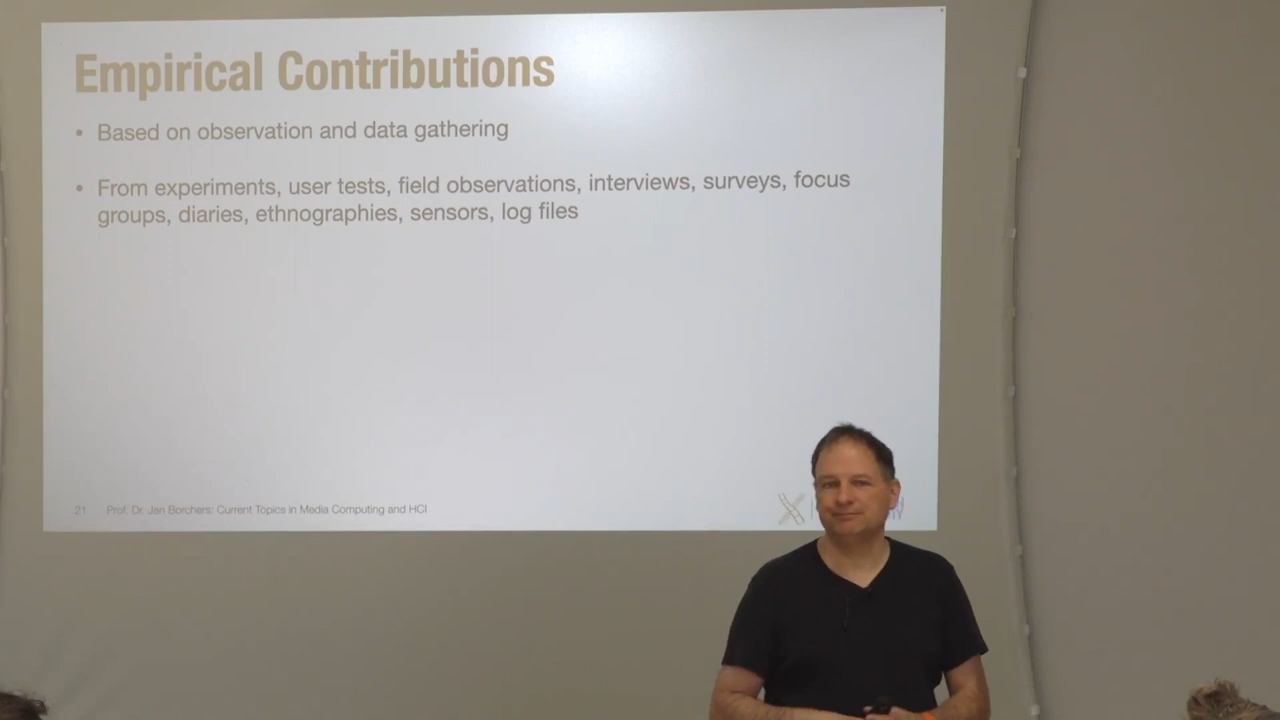 Empirical Contributions
• Based on observation and data gathering
• From experiments, user tests, field observations, interviews, surveys, focus
groups, diaries, ethnographies, sensors, log files
21 Prof. Dr. Jan Borchers: Current Topics in Media Computing and HCI